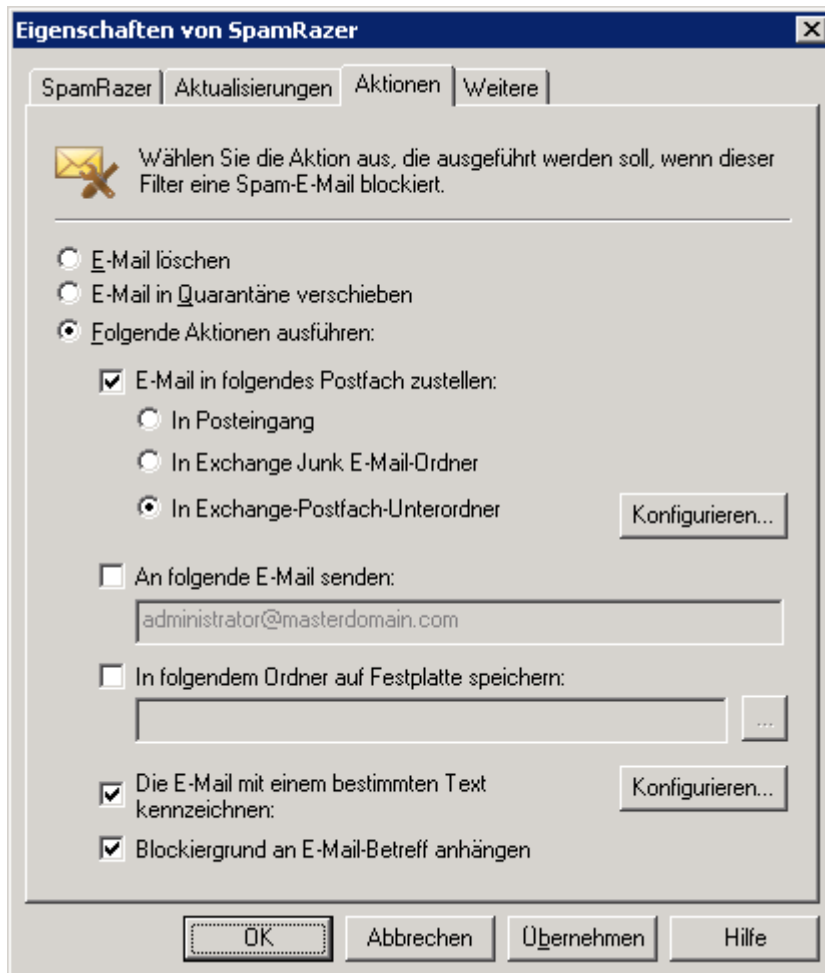 Eigenschaften von SpamRazer
SpamRazer
Aktualisierungen
Aktionen
Weitere
Wählen Sie die Aktion aus, die ausgeführt werden soll, wenn dieser
Filter eine Spam-E-Mail blockiert.
E-Mail löschen
E-Mail in Quarantäne verschieben
Folgende Aktionen ausführen:
E-Mail in folgendes Postfach zustellen:
In Posteingang
In Exchange Junk E-Mail-Ordner
In Exchange-Postfach-Unterordner
Konfigurieren...
An folgende E-Mail senden:
administrator@masterdomain.com
In folgendem Ordner auf Festplatte speichern:
...
Die E-Mail mit einem bestimmten Text
kennzeichnen:
Konfigurieren...
Blockiergrund an E-Mail-Betreff anhängen
OK
Abbrechen
Übernehmen
Hilfe